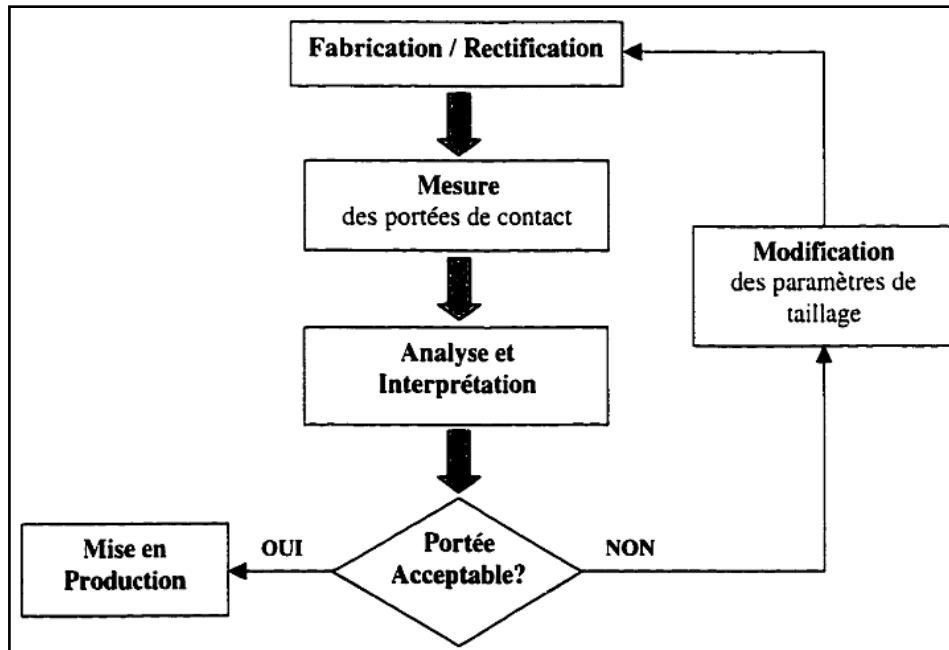 Fabrication / Rectification
Mesure
des portées de contact
Modification
des paramètres de
taillage
Analyse et
Interprétation
Portée
Acceptable?
OUI
NON
Mise en
Production